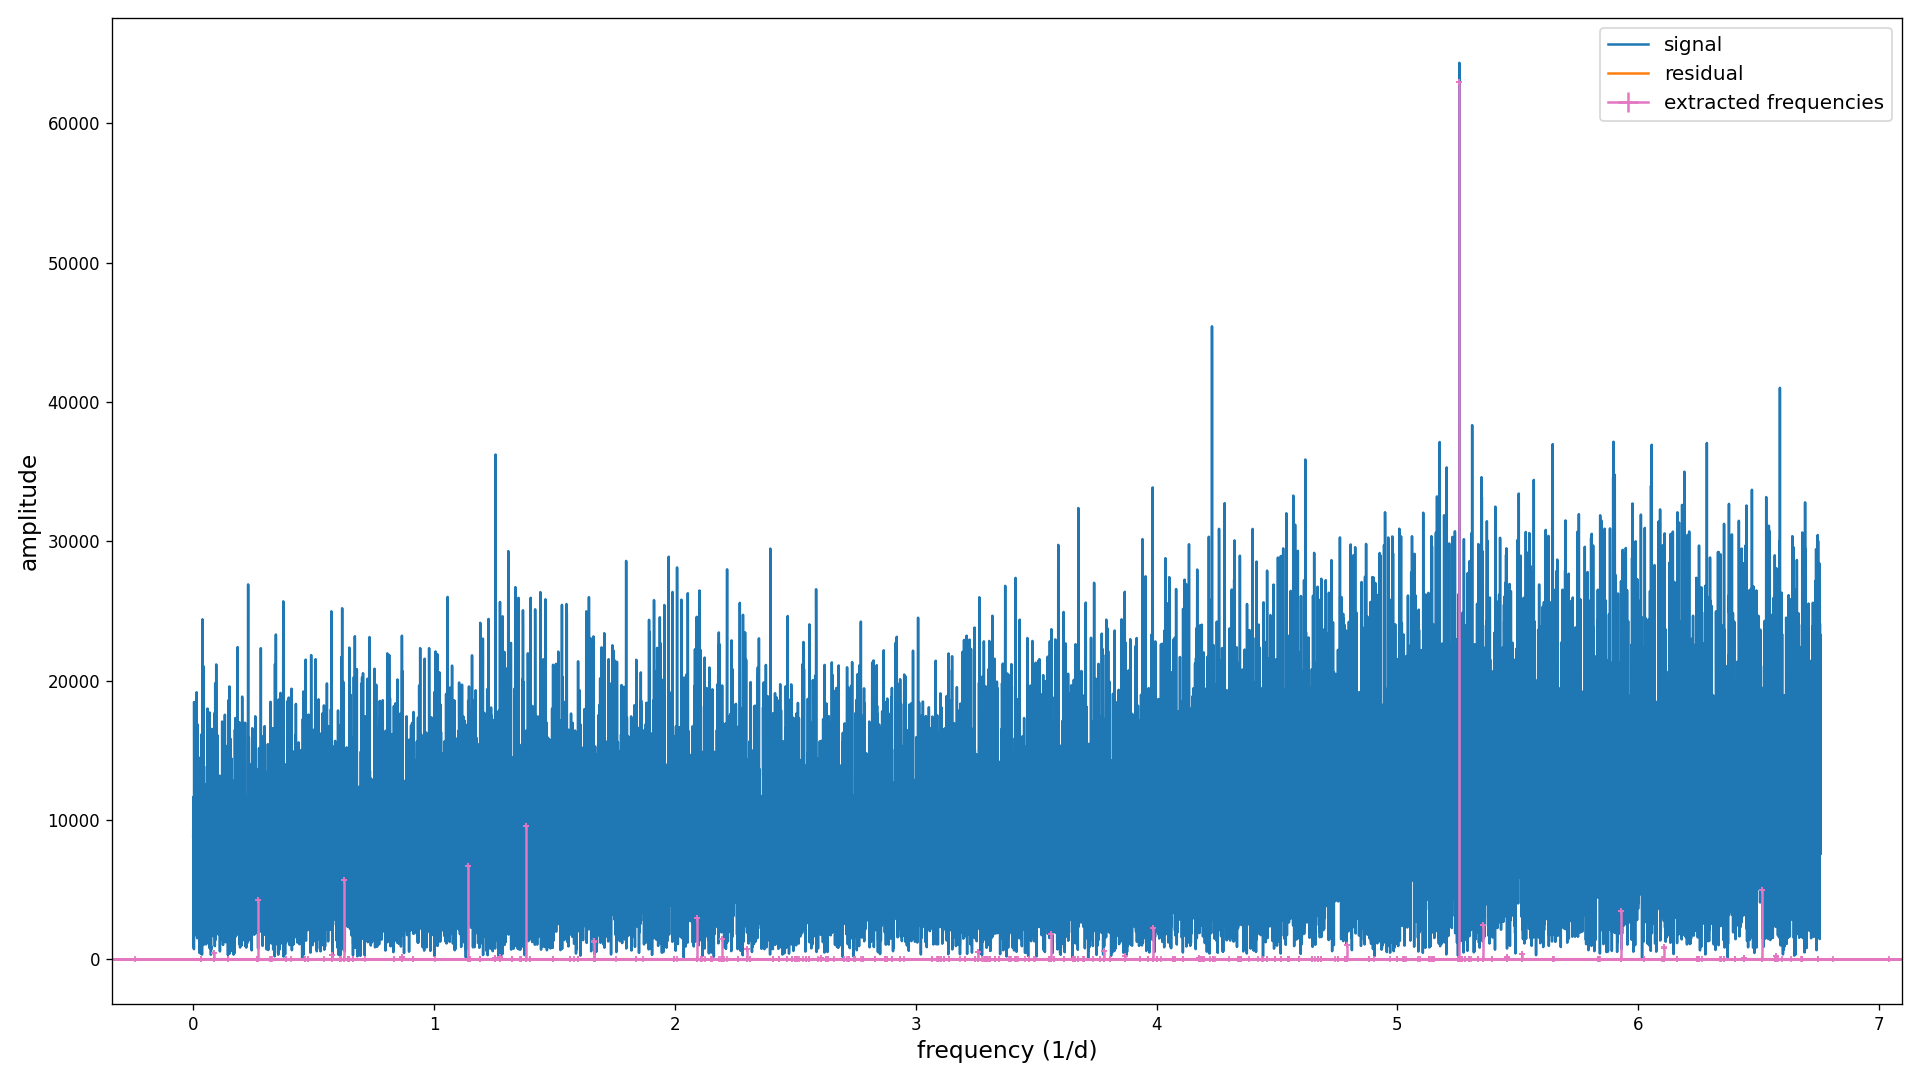 signal
residual
extracted frequencies
amplitude
60000
50000
40000
30000
20000
10000
0
0 1 2 3 4 5 6 7
frequency (1/d)